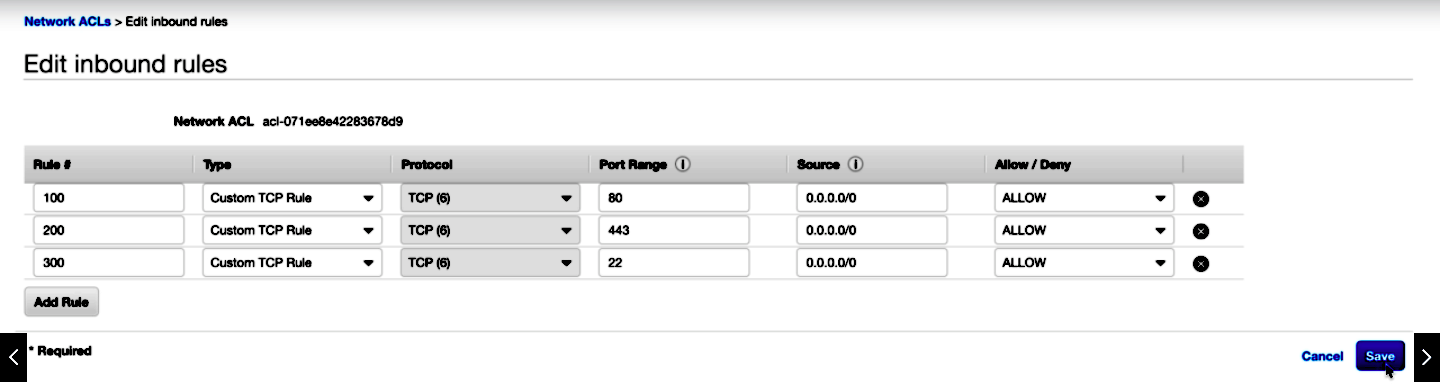 Network ACLs > Edit inbound rules
Edit inbound rules
Network ACL acl-071ee8e42283678d9
Rule # Type Protocol Port Range i Source i Allow / Deny
100 Custom TCP Rule TCP (6) 80 0.0.0.0/0 ALLOW
200 Custom TCP Rule TCP (6) 443 0.0.0.0/0 ALLOW
300 Custom TCP Rule TCP (6) 22 0.0.0.0/0 ALLOW
Add Rule
* Required Cancel Save